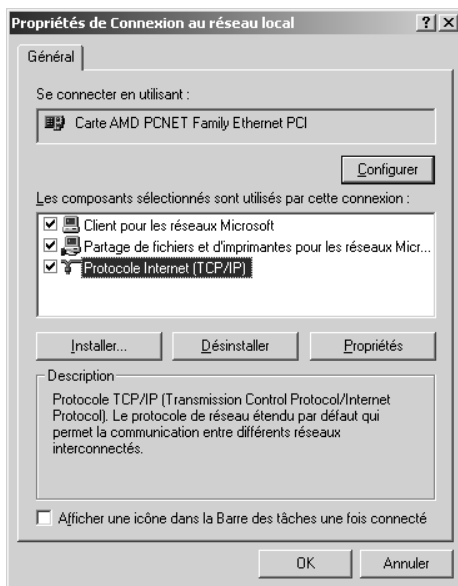 Propriétés de Connexion au réseau local
Général
Se connecter en utilisant :
Carte AMD PCNET Family Ethernet PCI
Configurer
Les composants sélectionnés sont utilisés par cette connexion :
Client pour les réseaux Microsoft
Partage de fichiers et d'imprimantes pour les réseaux Micr...
Protocole Internet (TCP/IP)
Installer... Désinstaller Propriétés
Description
Protocole TCP/IP (Transmission Control Protocol/Internet
Protocol). Le protocole de réseau étendu par défaut qui
permet la communication entre différents réseaux
interconnectés.
Afficher une icône dans la Barre des tâches une fois connecté
OK Annuler